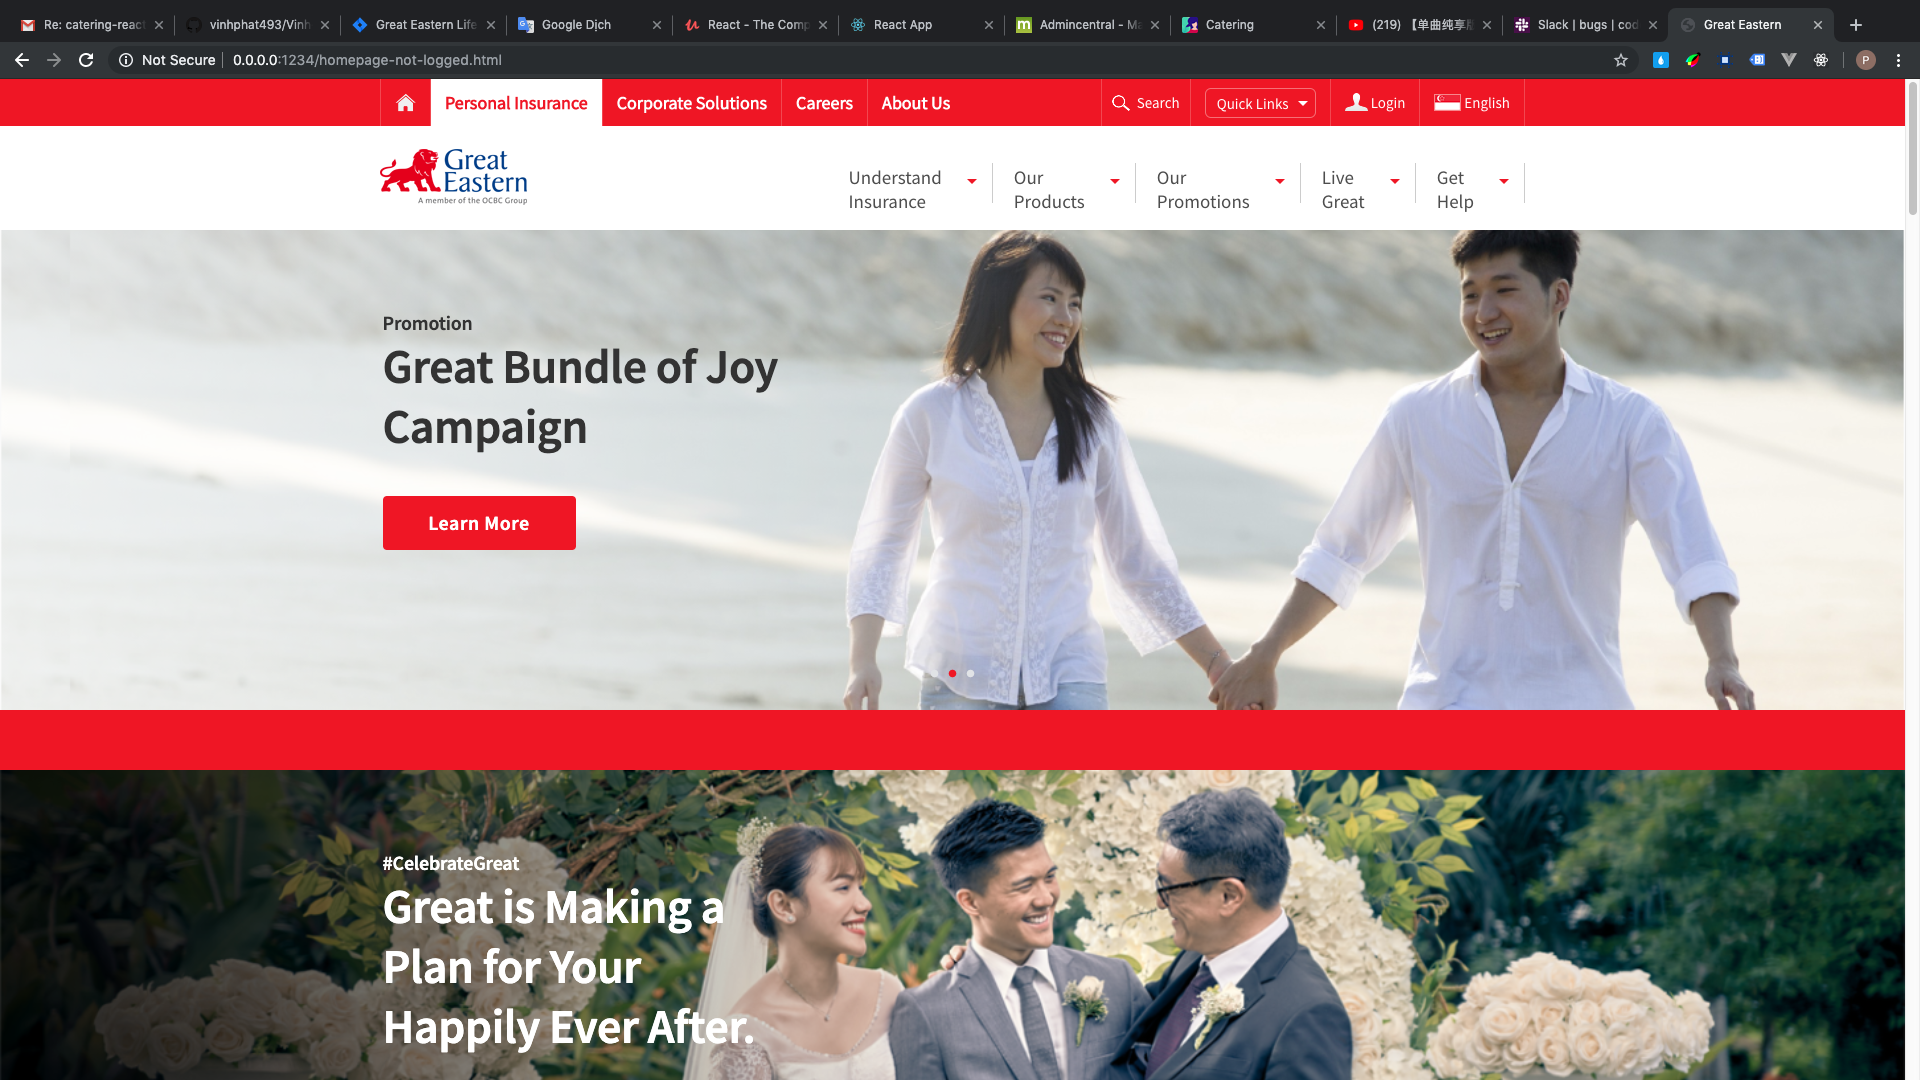 Re: catering-react
vinhphat493/Vinh
Great Eastern Life
Google Dịch
React - The Comp
React App
Admincentral - Ma
Catering
(219) 【单曲纯享版
Slack | bugs | cod
Great Eastern
Not Secure
0.0.0.0:1234/homepage-not-logged.html
P
Personal Insurance
Corporate Solutions
Careers
About Us
Search
Quick Links
Login
English
Great
Eastern
A member of the OCBC Group
Understand
Insurance
Our
Products
Our
Promotions
Live
Great
Get
Help
Promotion
Great Bundle of Joy
Campaign
Learn More
#CelebrateGreat
Great is Making a
Plan for Your
Happily Ever After.